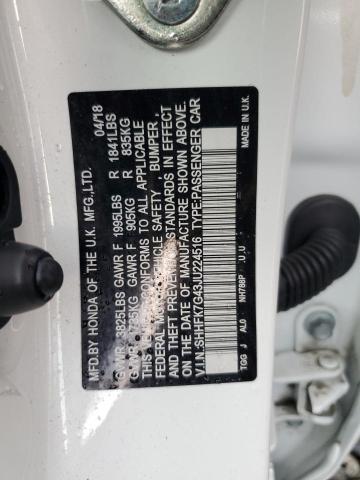 MFD.BY HONDA OF THE U.K. MFG.,LTD. 04/18
GVWR 3825LBS GAWR F 1995LBS R 1841LBS
GVWR 1735KG GAWR F 905KG R 835KG
THIS VEHICLE CONFORMS TO ALL APPLICABLE
FEDERAL MOTOR VEHICLE SAFETY , BUMPER,
AND THEFT PREVENTION STANDARDS IN EFFECT
ON THE DATE OF MANUFACTURE SHOWN ABOVE.
V.I.N:SHHFK7G43JU224516 TYPE:PASSENGER CAR
TGG J AL0 NH788P U U MADE IN U.K.